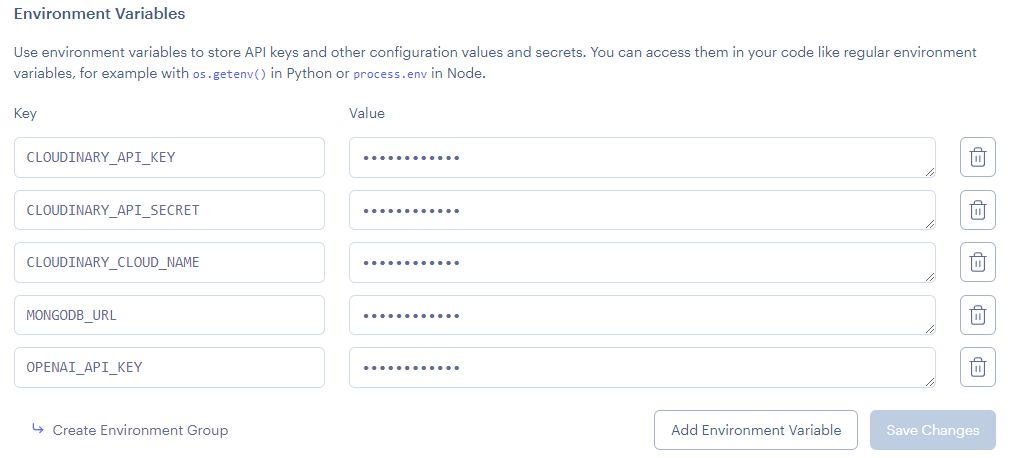 Environment Variables
Use environment variables to store API keys and other configuration values and secrets. You can access them in your code like regular environment
variables, for example with os.getenv() in Python or process.env in Node.
Key Value
CLOUDINARY_API_KEY ••••••••••••
CLOUDINARY_API_SECRET ••••••••••••
CLOUDINARY_CLOUD_NAME ••••••••••••
MONGODB_URL ••••••••••••
OPENAI_API_KEY ••••••••••••
Create Environment Group Add Environment Variable Save Changes